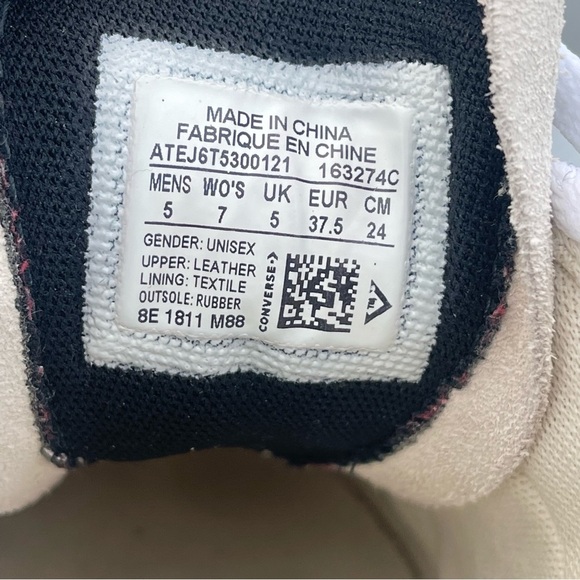 MADE IN CHINA
FABRIQUE EN CHINE
ATEJ6T5300121 163274C
MENS WO'S UK EUR CM
5 7 5 37.5 24
GENDER: UNISEX
UPPER: LEATHER
LINING: TEXTILE
OUTSOLE: RUBBER
8E 1811 M88
CONVERSE
TM